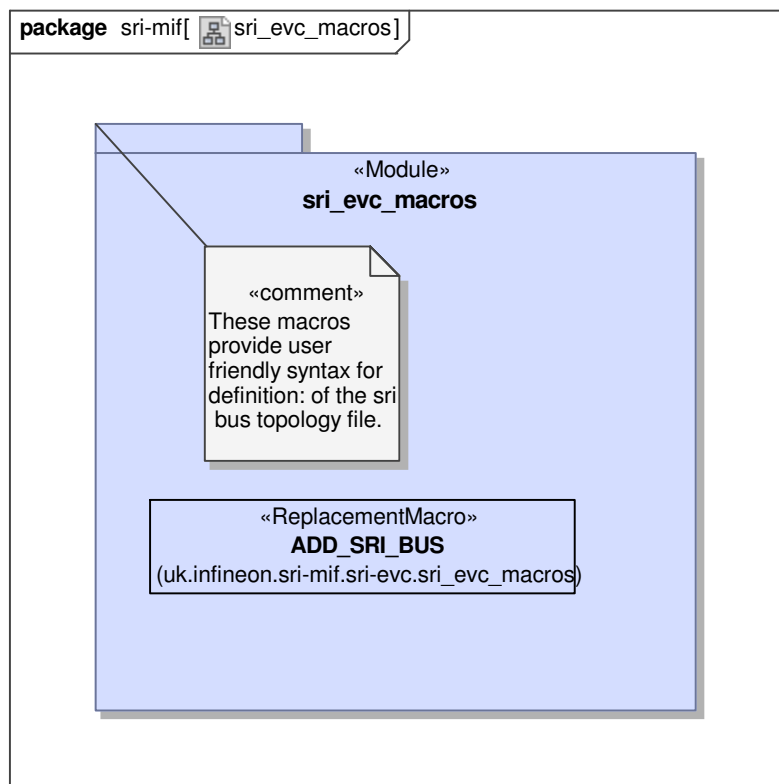 package sri-mif[ sri_evc_macros]
«Module»
sri_evc_macros
«comment»
These macros
provide user
friendly syntax for
definition: of the sri
bus topology file.
«ReplacementMacro»
ADD_SRI_BUS
(uk.infineon.sri-mif.sri-evc.sri_evc_macros)